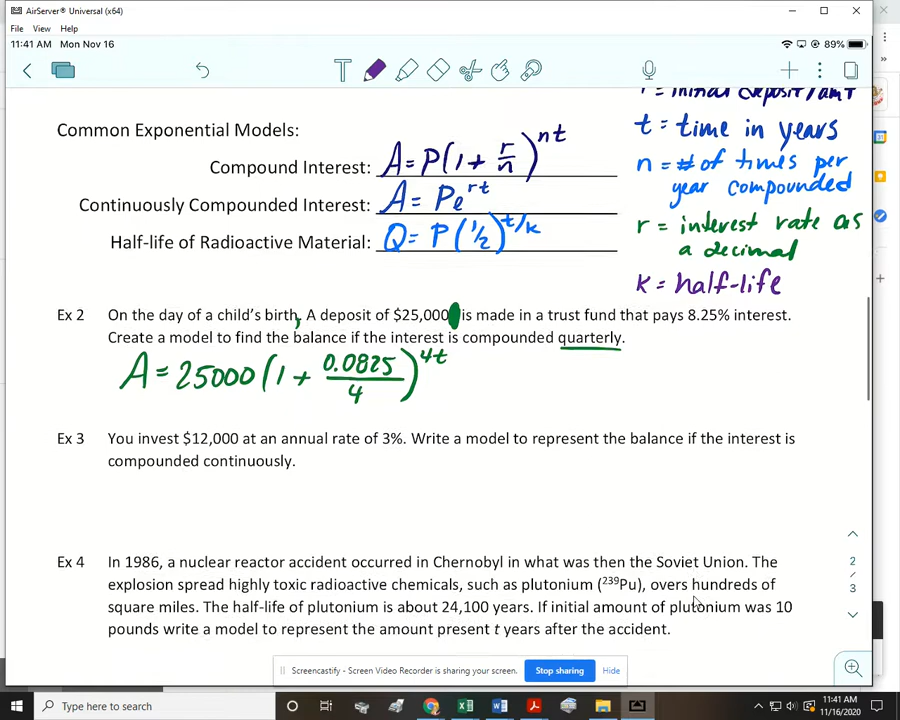 AirServer Universal (x64)
File View Help
11:41 AM Mon Nov 16
89%
T
P = initial deposit/amt
Common Exponential Models:
t = time in years
Compound Interest: A = P(1 + r/n)^nt
n = # of times per
year compounded
Continuously Compounded Interest: A = Pe^rt
r = interest rate as
a decimal
Half-life of Radioactive Material: Q = P(1/2)^t/k
k = half-life
Ex 2 On the day of a child's birth, A deposit of $25,000 is made in a trust fund that pays 8.25% interest.
Create a model to find the balance if the interest is compounded quarterly.
A = 25000(1 + 0.0825/4)^4t
Ex 3 You invest $12,000 at an annual rate of 3%. Write a model to represent the balance if the interest is
compounded continuously.
Ex 4 In 1986, a nuclear reactor accident occurred in Chernobyl in what was then the Soviet Union. The
explosion spread highly toxic radioactive chemicals, such as plutonium (²³⁹Pu), overs hundreds of
square miles. The half-life of plutonium is about 24,100 years. If initial amount of plutonium was 10
pounds write a model to represent the amount present t years after the accident.
2
/
3
Screencastify - Screen Video Recorder is sharing your screen. Stop sharing Hide
Type here to search
11:41 AM
11/16/2020